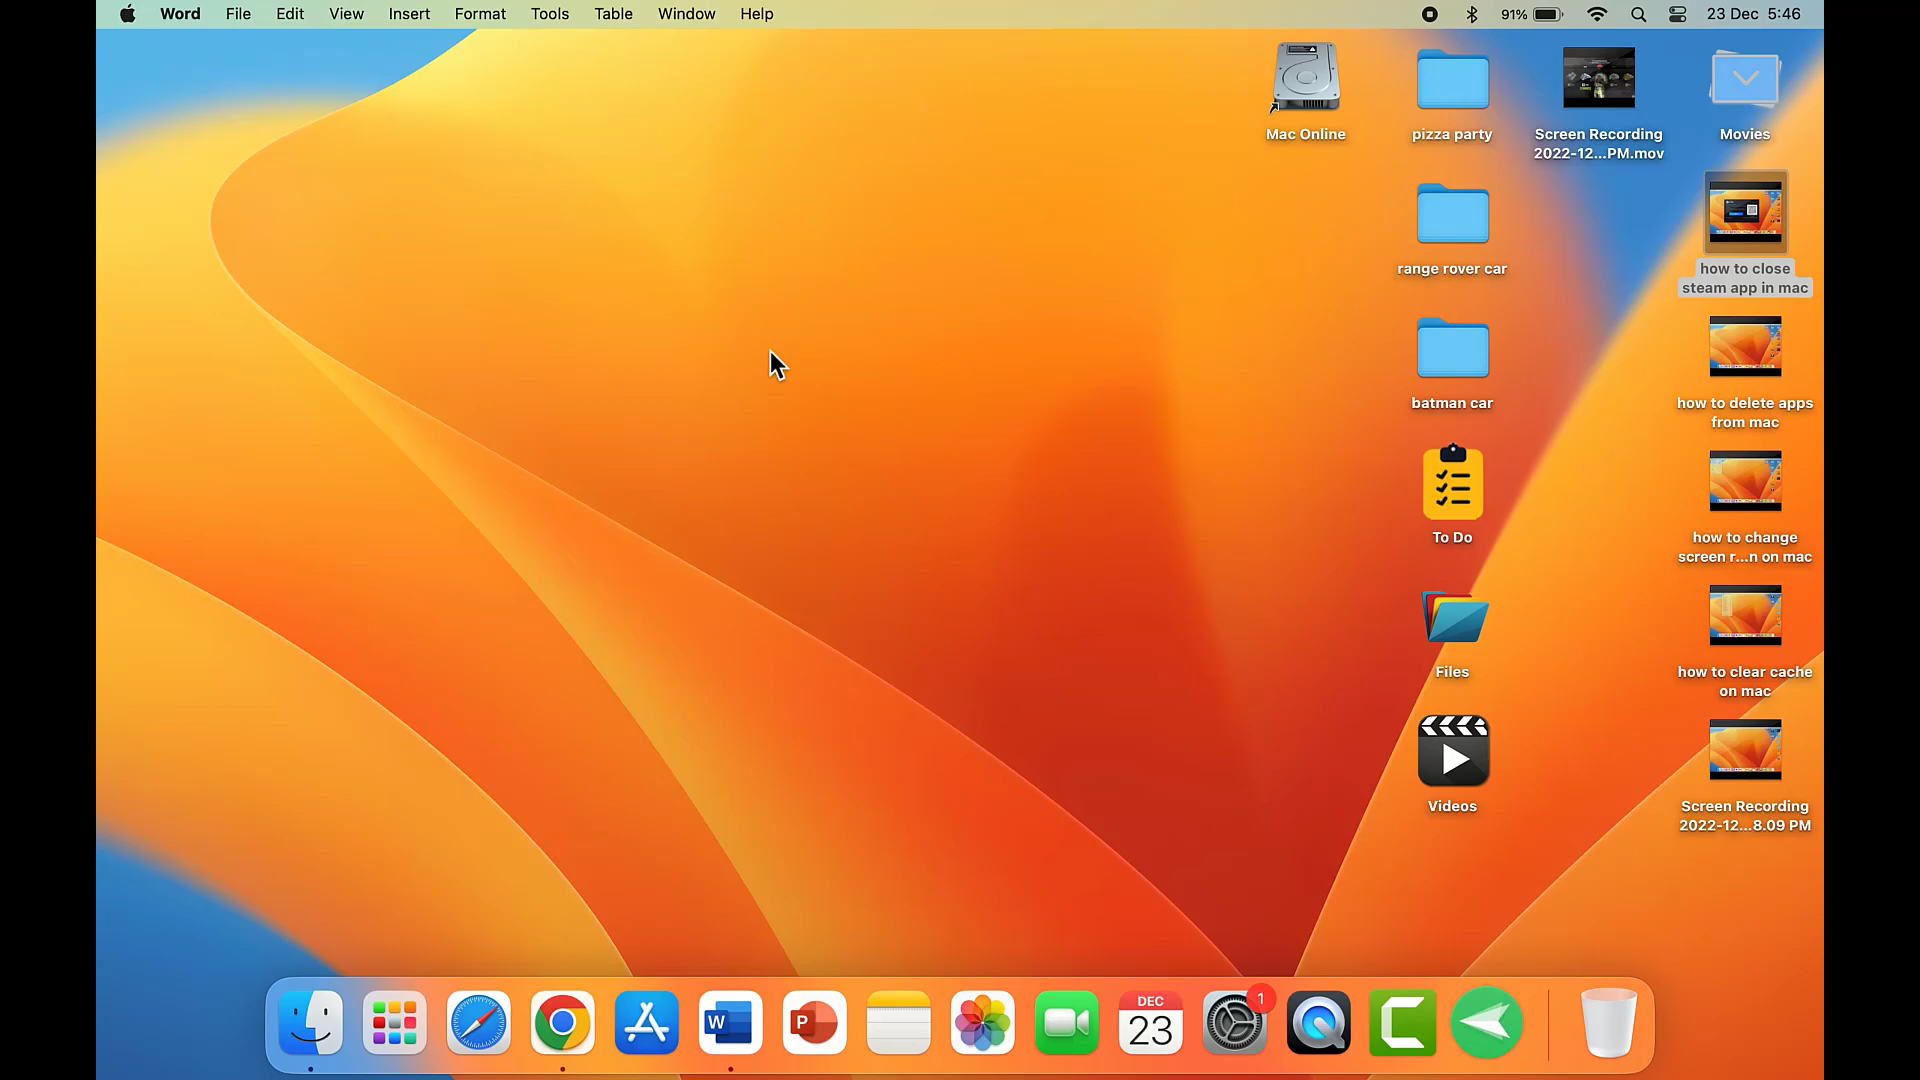 Word File Edit View Insert Format Tools Table Window Help 91% 23 Dec 5:46
Mac Online
pizza party
Screen Recording
2022-12...PM.mov
Movies
range rover car
how to close
steam app in mac
batman car
how to delete apps
from mac
To Do
how to change
screen r...n on mac
Files
how to clear cache
on mac
Videos
Screen Recording
2022-12...8.09 PM
W
P
DEC
23
1